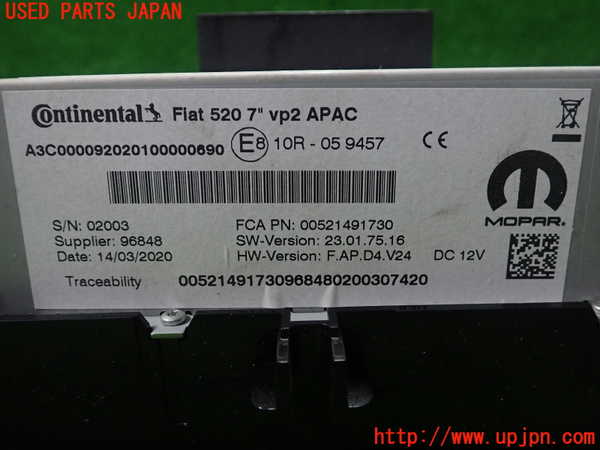 USED PARTS JAPAN
Continental Fiat 520 7" vp2 APAC
A3C0000920201000000690 E8 10R - 05 9457 CE
MOPAR®
S/N: 02003 FCA PN: 00521491730
Supplier: 96848 SW-Version: 23.01.75.16
Date: 14/03/2020 HW-Version: F.AP.D4.V24 DC 12V
Traceability 00521491730968480200307420
https://www.upjpn.com/